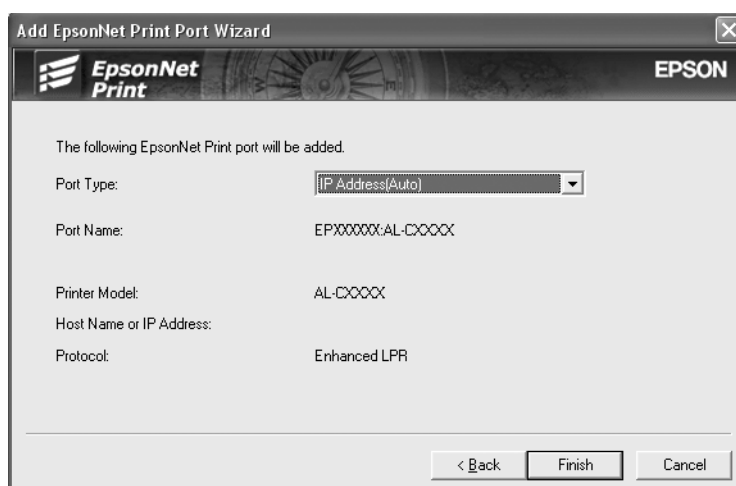 Add EpsonNet Print Port Wizard
EpsonNet
Print
EPSON
The following EpsonNet Print port will be added.
Port Type:
IP Address(Auto)
Port Name:
EPXXXXXX:AL-CXXXX
Printer Model:
AL-CXXXX
Host Name or IP Address:
Protocol:
Enhanced LPR
< Back
Finish
Cancel